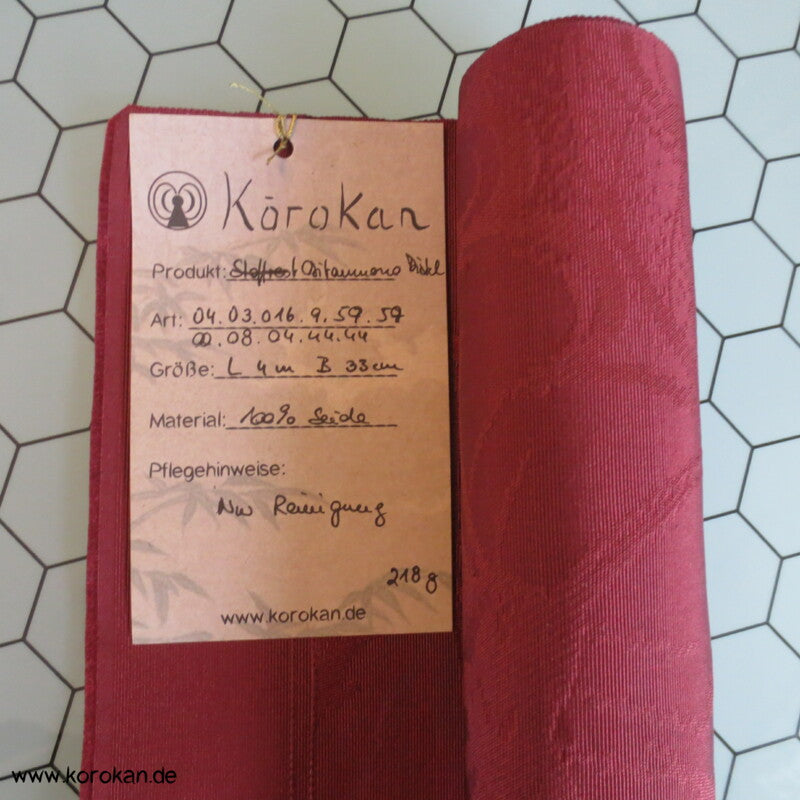 Kōrokan
Produkt: Stoffrest
Art: 04.03.016.9.59.59
00.08.04.44.44
Größe: L 4m B 33cm
Material: 100% Seide
Pflegehinweise:
Nur Reinigung
218 g
www.korokan.de
www.korokan.de